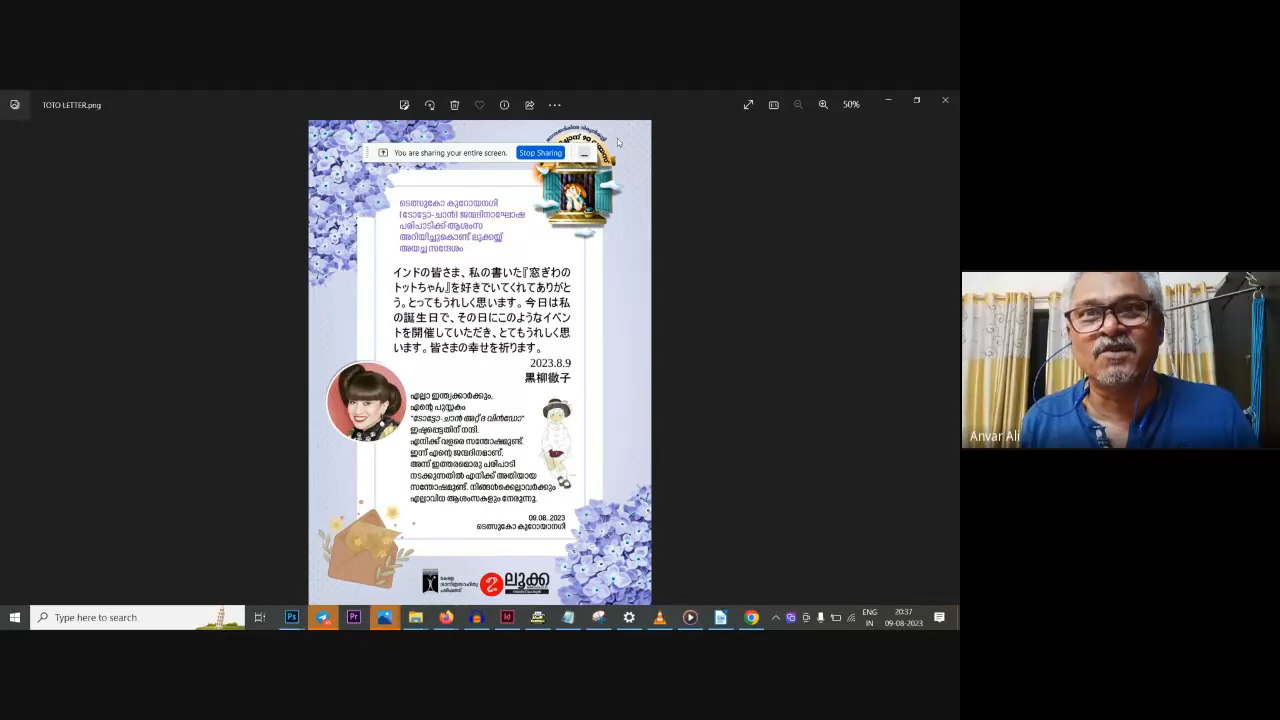 TOTO LETTER.png
50%
You are sharing your entire screen.
Stop Sharing
ടെത്സുകോ കുറോയനഗി
(ടോട്ടോ-ചാൻ) ജന്മദിനാഘോഷ
പരിപാടിക്ക് ആശംസ
അറിയിച്ചുകൊണ്ട് ലൂക്കയ്ക്ക്
അയച്ച സന്ദേശം
インドの皆さま、私の書いた『窓ぎわの
トットちゃん』を好きでいてくれてありがと
う。とってもうれしく思います。今日は私
の誕生日で、その日にこのようなイベン
トを開催していただき、とてもうれしく思
います。皆さまの幸せを祈ります。
2023.8.9
黒柳徹子
എല്ലാ ഇന്ത്യക്കാർക്കും,
എന്റെ പുസ്തകം
“ടോട്ടോ-ചാൻ അറ്റ് ദ വിൻഡോ”
ഇഷ്ടപ്പെട്ടതിന് നന്ദി.
എനിക്ക് വളരെ സന്തോഷമുണ്ട്.
ഇന്ന് എന്റെ ജന്മദിനമാണ്,
അന്ന് ഇത്തരമൊരു പരിപാടി
നടക്കുന്നതിൽ എനിക്ക് അതിയായ
സന്തോഷമുണ്ട്. നിങ്ങൾക്കെല്ലാവർക്കും
എല്ലാവിധ ആശംസകളും നേരുന്നു.
09.08..2023
ടെത്സുകോ കുറോയാനഗി
കേരള
ശാസ്ത്രസാഹിത്യ
പരിഷത്ത്
ലൂക്ക
Anvar Ali
Type here to search
ENG
IN
20:37
09-08-2023